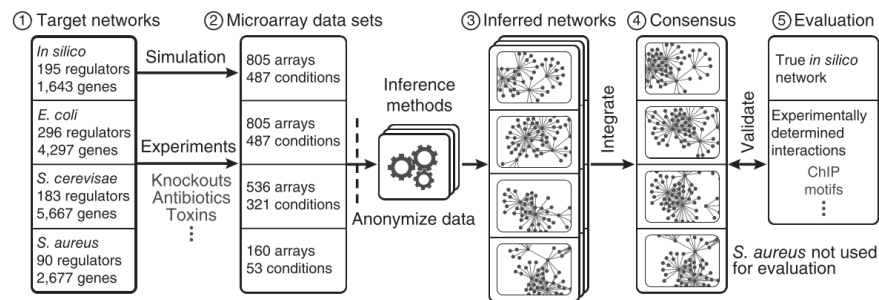 ① Target networks
In silico
195 regulators
1,643 genes
E. coli
296 regulators
4,297 genes
S. cerevisae
183 regulators
5,667 genes
S. aureus
90 regulators
2,677 genes
Simulation
Experiments
Knockouts
Antibiotics
Toxins
② Microarray data sets
805 arrays
487 conditions
805 arrays
487 conditions
536 arrays
321 conditions
160 arrays
53 conditions
Inference
methods
Anonymize data
③ Inferred networks
Integrate
④ Consensus
Validate
⑤ Evaluation
True in silico
network
Experimentally
determined
interactions
ChIP
motifs
S. aureus not used
for evaluation